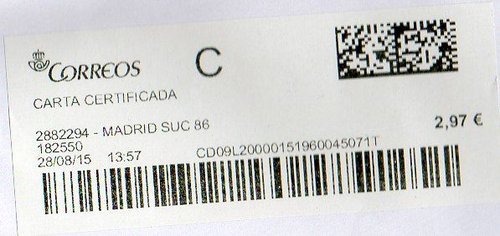 CORREOS
C
CARTA CERTIFICADA
2882294 - MADRID SUC 86
182550
2,97 €
28/08/15 13:57
CD09L20000151960045071T